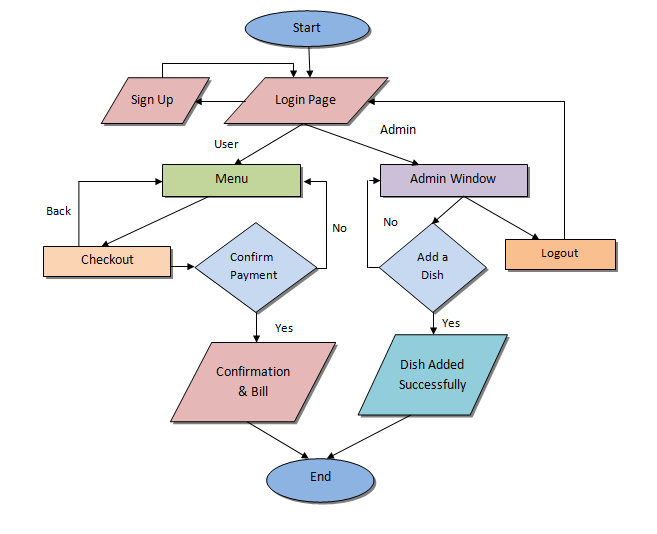 Start
Sign Up
Login Page
User
Admin
Menu
Admin Window
Back
No
No
Checkout
Confirm
Payment
Add a
Dish
Logout
Yes
Yes
Confirmation
& Bill
Dish Added
Successfully
End